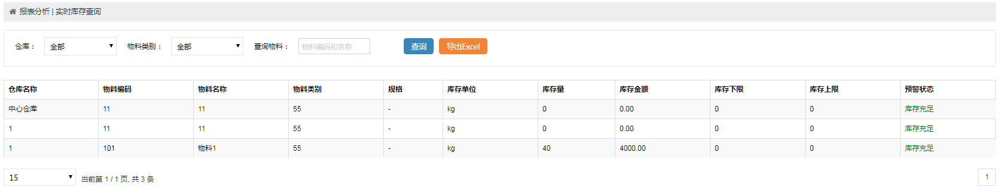 报表分析 | 实时库存查询
仓库： 全部 物料类别： 全部 查询物料： 物料编码和名称 查询 导出Excel
仓库名称 物料编码 物料名称 物料类别 规格 库存单位 库存量 库存金额 库存下限 库存上限 预警状态
中心仓库 11 11 55 - kg 0 0.00 0 0 库存充足
1 11 11 55 - kg 0 0.00 0 0 库存充足
1 101 物料1 55 - kg 40 4000.00 0 0 库存充足
15 当前第 1 / 1 页, 共 3 条 1